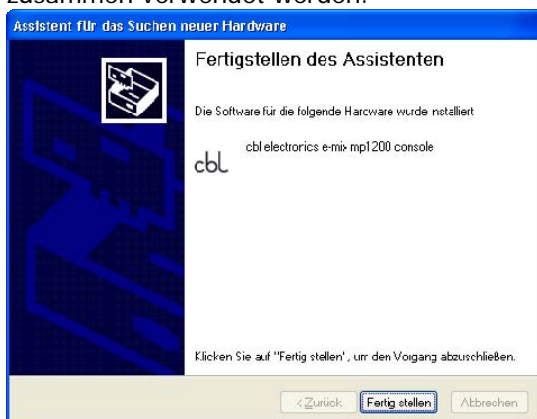 zusammen verwendet werden.
Assistent für das Suchen neuer Hardware
Fertigstellen des Assistenten
Die Software für die folgende Hardware wurde installiert
cbl electronics e-mix mp1200 console
cbl
Klicken Sie auf "Fertig stellen", um den Vorgang abzuschließen.
< Zurück Fertig stellen Abbrechen